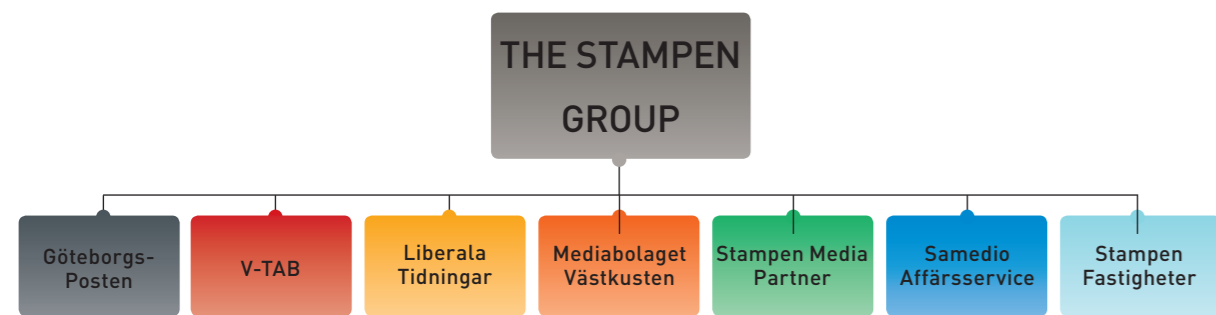 THE STAMPEN
GROUP
Göteborgs-
Posten
V-TAB
Liberala
Tidningar
Mediabolaget
Västkusten
Stampen Media
Partner
Samedio
Affärsservice
Stampen
Fastigheter